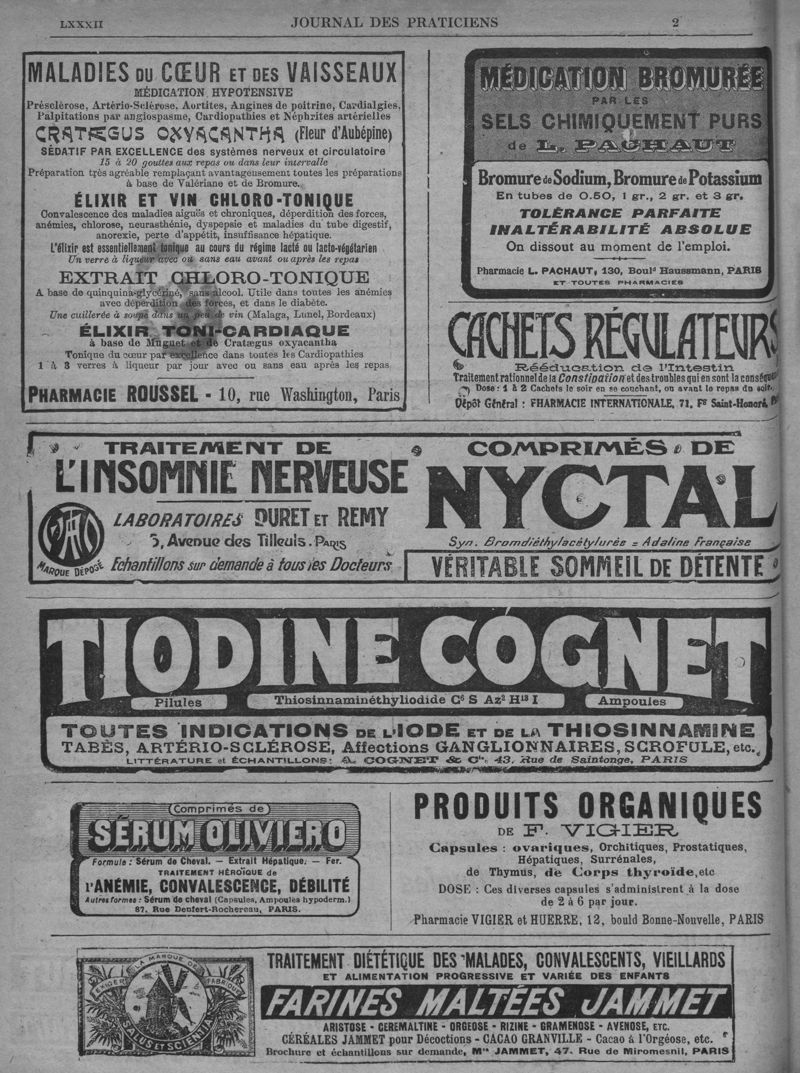 LXXXII
JOURNAL DES PRATICIENS
2
MALADIES DU CŒUR ET DES VAISSEAUX
MÉDICATION HYPOTENSIVE
Présclérose, Artério-Sclérose, Aortites, Angines de poitrine, Cardialgies,
Palpitations par angiospasme, Cardiopathies et Néphrites artérielles
CRATÆGUS OXYACANTHA (Fleur d'Aubépine)
SÉDATIF PAR EXCELLENCE des systèmes nerveux et circulatoire
15 à 20 gouttes aux repas ou dans leur intervalle
Préparation très agréable remplaçant avantageusement toutes les préparations
à base de Valériane et de Bromure.
ÉLIXIR ET VIN CHLORO-TONIQUE
Convalescence des maladies aiguës et chroniques, déperdition des forces,
anémies, chlorose, neurasthénie, dyspepsie et maladies du tube digestif,
anorexie, perte d'appétit, insuffisance hépatique.
L'élixir est essentiellement tonique au cours du régime lacté ou lacto-végétarien
Un verre à liqueur avec ou sans eau avant ou après les repas
EXTRAIT CHLORO-TONIQUE
A base de quinquina-glycériné, sans alcool. Utile dans toutes les anémies
avec déperdition des forces, et dans le diabète.
Une cuillerée à soupe dans un peu de vin (Malaga, Lunel, Bordeaux)
ÉLIXIR TONI-CARDIAQUE
à base de Muguet et de Cratægus oxyacantha
Tonique du cœur par excellence dans toutes les Cardiopathies
1 à 3 verres à liqueur par jour avec ou sans eau après les repas
PHARMACIE ROUSSEL - 10, rue Washington, Paris
MÉDICATION BROMURÉE
PAR LES
SELS CHIMIQUEMENT PURS
de L. PACHAUT
Bromure de Sodium, Bromure de Potassium
En tubes de 0.50, 1 gr., 2 gr. et 3 gr.
TOLÉRANCE PARFAITE
INALTÉRABILITÉ ABSOLUE
On dissout au moment de l'emploi.
Pharmacie L. PACHAUT, 130, Boulᵈ Haussmann, PARIS
ET TOUTES PHARMACIES
CACHETS RÉGULATEURS
Rééducation de l'Intestin
Traitement rationnel de la Constipation et des troubles qui en sont la conséque
Dose : 1 à 2 Cachets le soir en se couchant, ou avant le repas du soir.
Dépôt Général : PHARMACIE INTERNATIONALE, 71, Fg Saint-Honoré,
TRAITEMENT DE
L'INSOMNIE NERVEUSE
LABORATOIRES DURET ET REMY
5, Avenue des Tilleuls. PARIS
MARQUE DÉPOSÉ
Echantillons sur demande à tous les Docteurs
COMPRIMÉS DE
NYCTAL
Syn. Bromdiéthylacétylurée = Adaline Française
VÉRITABLE SOMMEIL DE DÉTENTE
TIODINE COGNET
Pilules
Thiosinnaminéthyliodide C⁶ S Az² H¹³ I
Ampoules
TOUTES INDICATIONS DE L'IODE ET DE LA THIOSINNAMINE
TABÈS, ARTÉRIO-SCLÉROSE, Affections GANGLIONNAIRES, SCROFULE, etc.
LITTÉRATURE et ÉCHANTILLONS: A. COGNET & Cie. 43, Rue de Saintonge, PARIS
Comprimés de
SÉRUM OLIVIERO
Formule : Sérum de Cheval. — Extrait Hépatique. — Fer.
TRAITEMENT HÉROÏQUE de
l'ANÉMIE, CONVALESCENCE, DÉBILITÉ
Autres formes : Sérum de cheval (Capsules, Ampoules hypoderm.)
87, Rue Denfert-Rochereau, PARIS.
PRODUITS ORGANIQUES
DE F. VIGIER
Capsules : ovariques, Orchitiques, Prostatiques,
Hépatiques, Surrénales,
de Thymus, de Corps thyroïde, etc
DOSE : Ces diverses capsules s'administrent à la dose
de 2 à 6 par jour.
Pharmacie VIGIER et HUERRE, 12, bould Bonne-Nouvelle, PARIS
EXIGER LA MARQUE DE FABRIQUE
SALUS ET SCIENTIA
TRAITEMENT DIÉTÉTIQUE DES MALADES, CONVALESCENTS, VIEILLARDS
ET ALIMENTATION PROGRESSIVE ET VARIÉE DES ENFANTS
FARINES MALTÉES JAMMET
ARISTOSE - CEREMALTINE - ORGEOSE - RIZINE - GRAMENOSE - AVENOSE, ETC.
CÉRÉALES JAMMET pour Décoctions - CACAO GRANVILLE - Cacao à l'Orgéose, etc.
Brochure et échantillons sur demande, Mon JAMMET, 47, Rue de Miromesnil, PARIS